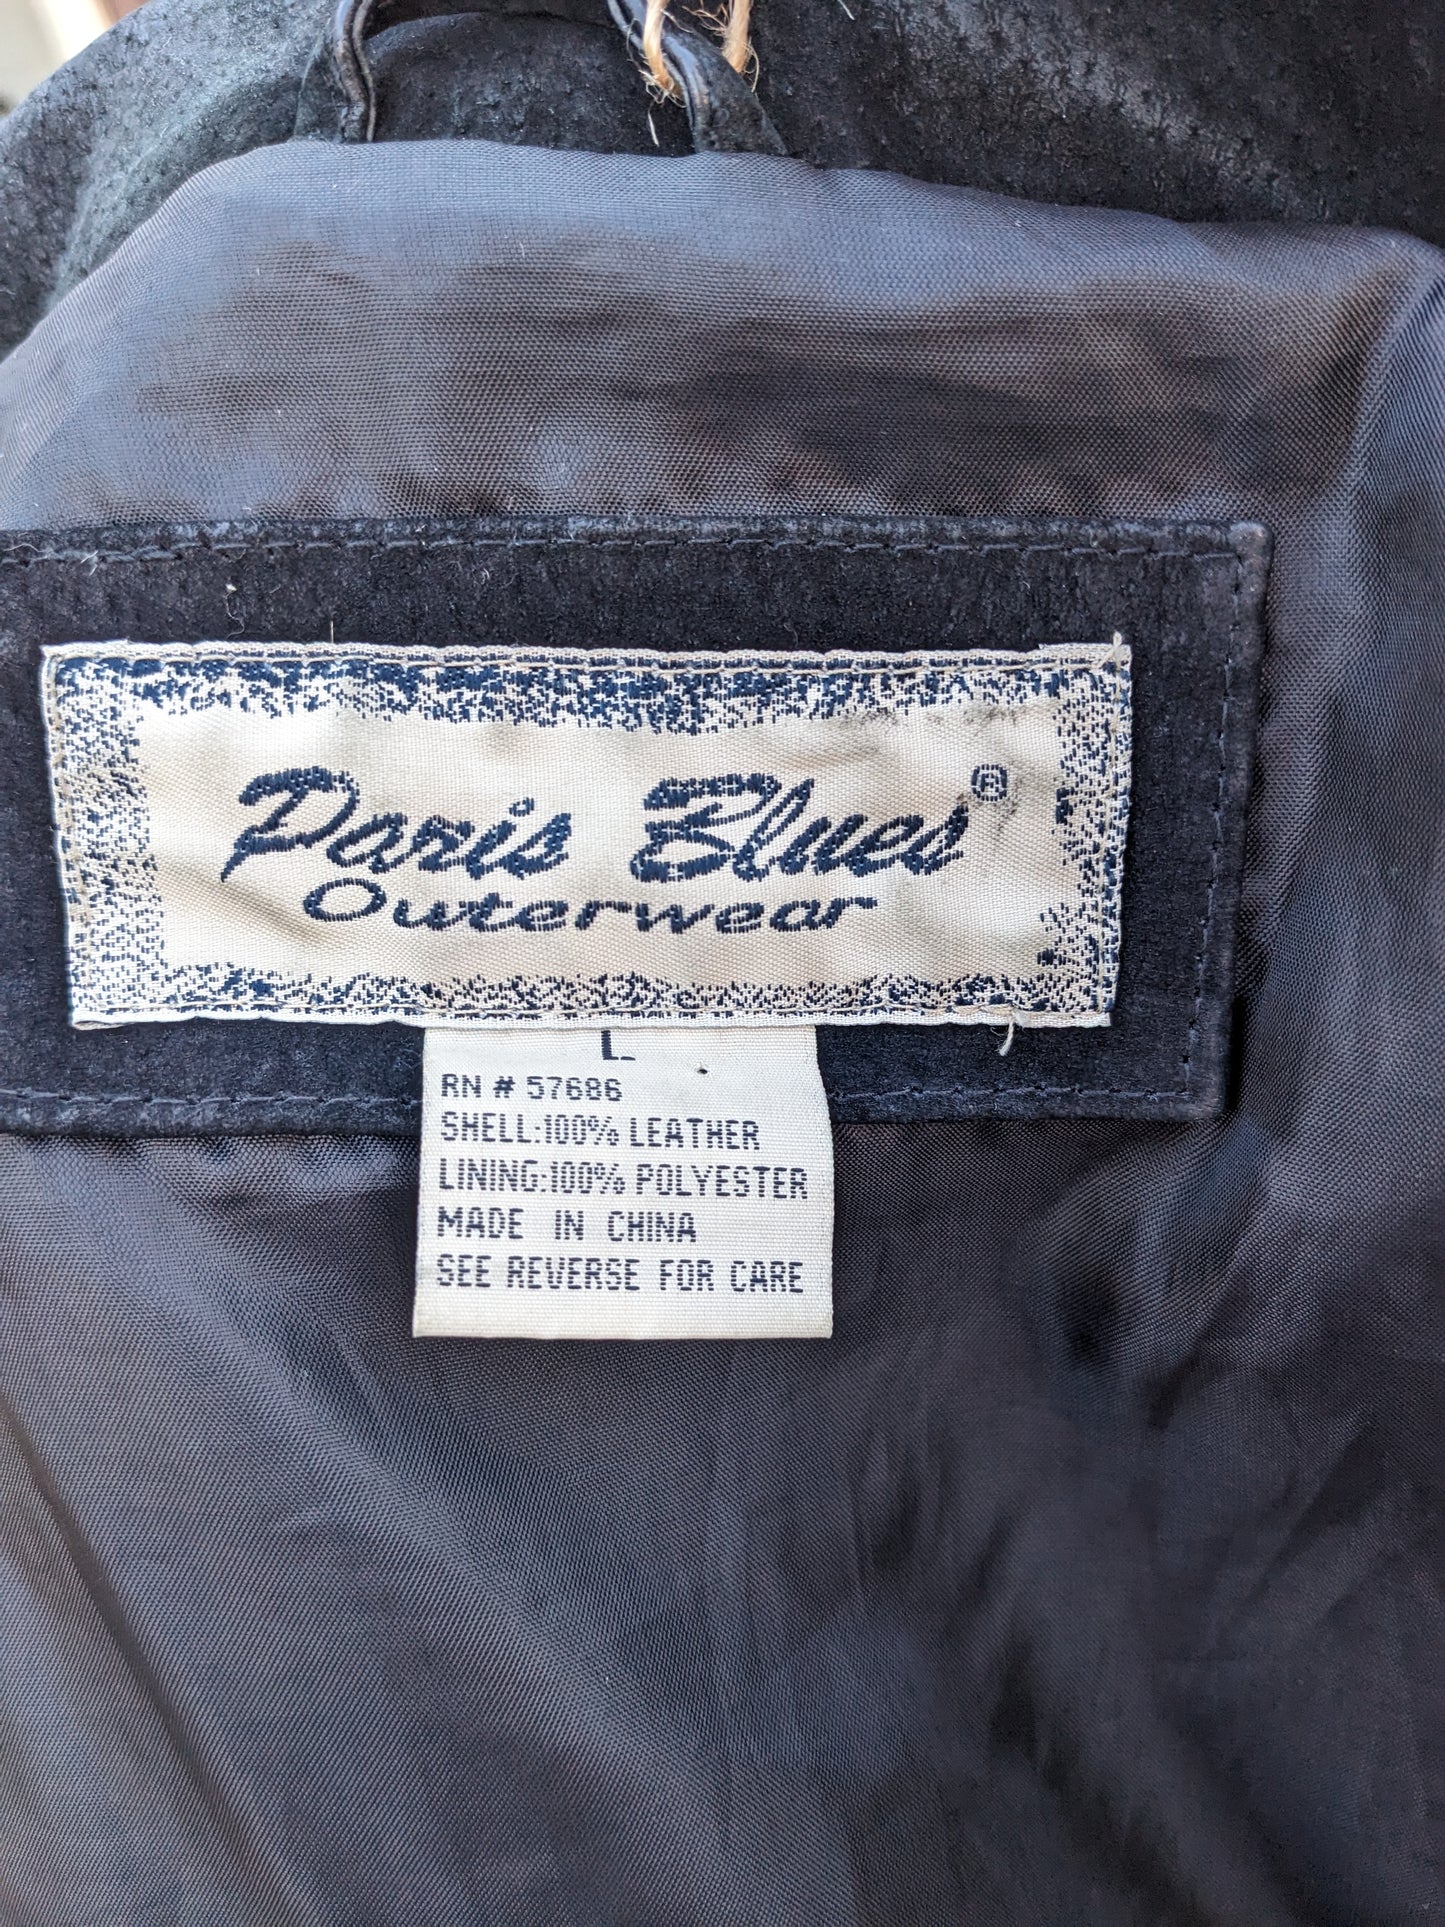 Paris Blues®
Outerwear
L
RN # 57686
SHELL:100% LEATHER
LINING:100% POLYESTER
MADE IN CHINA
SEE REVERSE FOR CARE